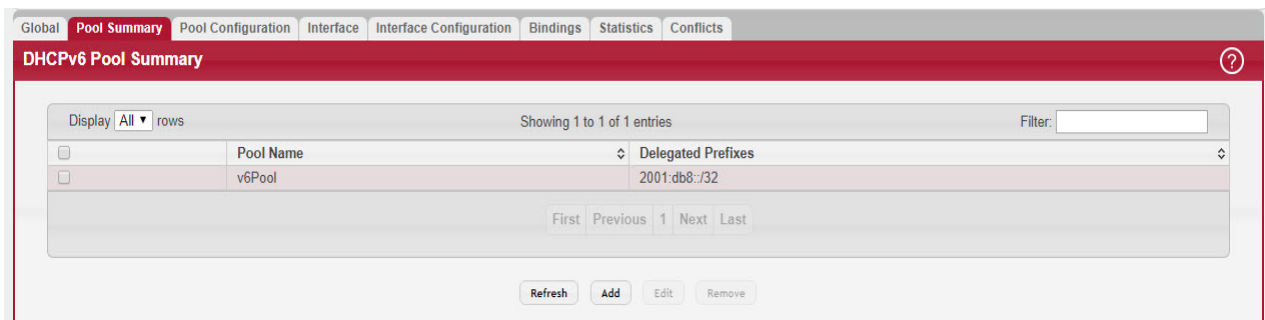 Global Pool Summary Pool Configuration Interface Interface Configuration Bindings Statistics Conflicts
DHCPv6 Pool Summary ?
Display All rows Showing 1 to 1 of 1 entries Filter:
Pool Name Delegated Prefixes
v6Pool 2001:db8::/32
First Previous 1 Next Last
Refresh Add Edit Remove